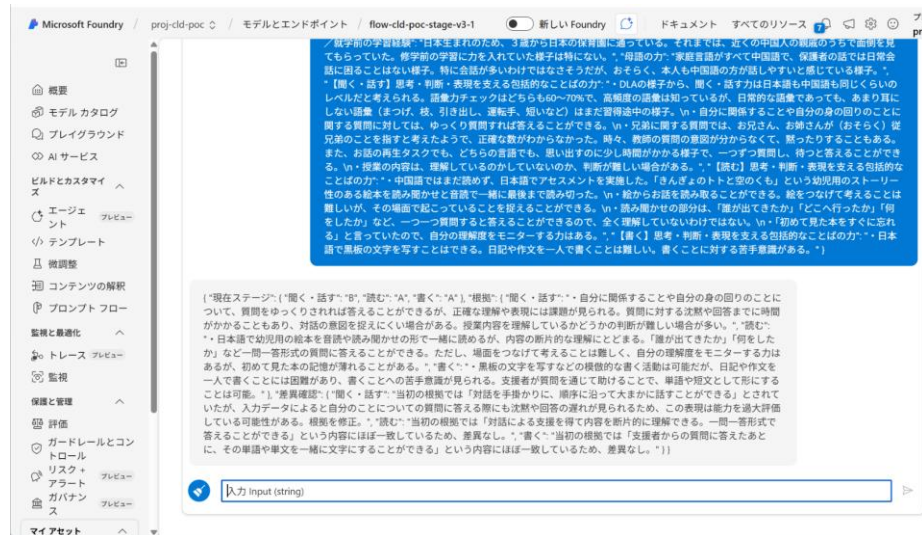 Microsoft Foundry / proj-cld-poc / モデルとエンドポイント / flow-cld-poc-stage-v3-1 新しい Foundry ドキュメント すべてのリソース
概要
モデル カタログ
プレイグラウンド
AI サービス
ビルドとカスタマイズ
エージェント プレビュー
テンプレート
微調整
コンテンツの解釈
プロンプト フロー
監視と最適化
トレース プレビュー
監視
保護と管理
評価
ガードレールとコントロール
リスク + アラート プレビュー
ガバナンス プレビュー
マイ アセット
／就学前の学習経験": "日本生まれのため、３歳から日本の保育園に通っている。それまでは、近くの中国人の親戚のうちで面倒を見
てもらっていた。修学前の学習に力を入れていた様子は特にない。", "母語の力": "家庭言語がすべて中国語で、保護者の話では日常会
話に困ることはない様子。特に会話が多いわけではなさそうだが、おそらく、本人も中国語の方が話しやすいと感じている様子。",
"【聞く・話す】思考・判断・表現を支える包括的なことばの力": "・DLAの様子から、聞く・話す力は日本語も中国語も同じくらいの
レベルだと考えられる。語彙力チェックはどちらも60～70%で、高頻度の語彙は知っているが、日常的な語彙であっても、あまり耳に
しない語彙（まつげ、枝、引き出し、運転手、短いなど）はまだ習得途中の様子。\n・自分に関係することや自分の身の回りのことに
関する質問に対しては、ゆっくり質問すれば答えることができる。\n・兄弟に関する質問では、お兄さん、お姉さんが（おそらく）従
兄弟のことを指すと考えたようで、正確な数がわからなかった。時々、教師の質問の意図が分からなくて、黙ったりすることもある。
また、お話の再生タスクでも、どちらの言語でも、思い出すのに少し時間がかかる様子で、一つずつ質問し、待つと答えることができ
る。\n・授業の内容は、理解しているのかしていないのか、判断が難しい場合がある。", "【読む】思考・判断・表現を支える包括的な
ことばの力": "・中国語ではまだ読めず、日本語でアセスメントを実施した。「きんぎょのトトと空のくも」という幼児用のストーリー
性のある絵本を読み聞かせと音読で一緒に最後まで読み切った。\n・絵からお話を読み取ることができる。絵をつなげて考えることは
難しいが、その場面で起こっていることを捉えることができる。\n・読み聞かせの部分は、「誰が出てきたか」「どこへ行ったか」「何
をしたか」など、一つ一つ質問すると答えることができるので、全く理解していないわけではない。\n・「初めて見た本をすぐに忘れ
る」と言っていたので、自分の理解度をモニターする力はある。", "【書く】思考・判断・表現を支える包括的なことばの力": "・日本
語で黒板の文字を写すことはできる。日記や作文を一人で書くことは難しい。書くことに対する苦手意識がある。" }
{ "現在ステージ": { "聞く・話す": "B", "読む": "A", "書く": "A" }, "根拠": { "聞く・話す": "・自分に関係することや自分の身の回りのことに
ついて、質問をゆっくりされれば答えることができるが、正確な理解や表現には課題が見られる。質問に対する沈黙や回答までに時間
がかかることもあり、対話の意図を捉えにくい場合がある。授業内容を理解しているかどうかの判断が難しい場合が多い。", "読む":
"・日本語で幼児用の絵本を音読や読み聞かせの形で一緒に読めるが、内容の断片的な理解にとどまる。「誰が出てきたか」「何をした
か」など一問一答形式の質問に答えることができる。ただし、場面をつなげて考えることは難しく、自分の理解度をモニターする力は
あるが、初めて見た本の記憶が薄れることがある。", "書く": "・黒板の文字を写すなどの模倣的な書く活動は可能だが、日記や作文を
一人で書くことには困難があり、書くことへの苦手意識が見られる。支援者が質問を通じて助けることで、単語や短文として形にする
ことは可能。" }, "差異確認": { "聞く・話す": "当初の根拠では「対話を手掛かりに、順序に沿って大まかに話すことができる」とされて
いたが、入力データによると自分のことについての質問に答える際にも沈黙や回答の遅れが見られるため、この表現は能力を過大評価
している可能性がある。根拠を修正。", "読む": "当初の根拠では「対話による支援を得て内容を断片的に理解できる。一問一答形式で
答えることができる」という内容にほぼ一致しているため、差異なし。", "書く": "当初の根拠では「支援者からの質問に答えたあと
に、その単語や単文を一緒に文字にすることができる」という内容にほぼ一致しているため、差異なし。" } }
入力 Input (string)